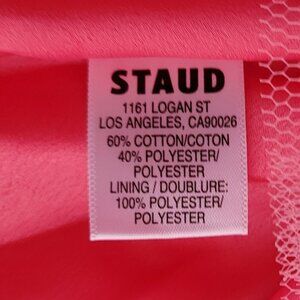 STAUD
1161 LOGAN ST
LOS ANGELES, CA90026
60% COTTON/COTON
40% POLYESTER/
POLYESTER
LINING / DOUBLURE:
100% POLYESTER/
POLYESTER